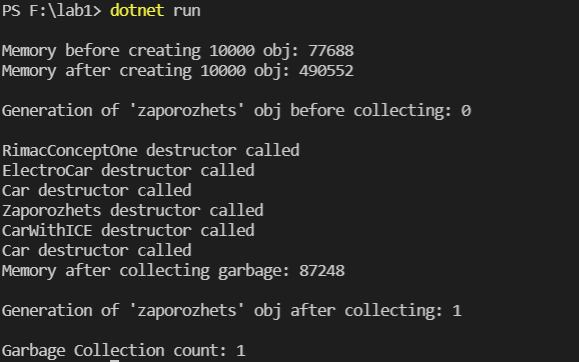 PS F:\lab1> dotnet run
Memory before creating 10000 obj: 77688
Memory after creating 10000 obj: 490552
Generation of 'zaporozhets' obj before collecting: 0
RimacConceptOne destructor called
ElectroCar destructor called
Car destructor called
Zaporozhets destructor called
CarWithICE destructor called
Car destructor called
Memory after collecting garbage: 87248
Generation of 'zaporozhets' obj after collecting: 1
Garbage Collection count: 1